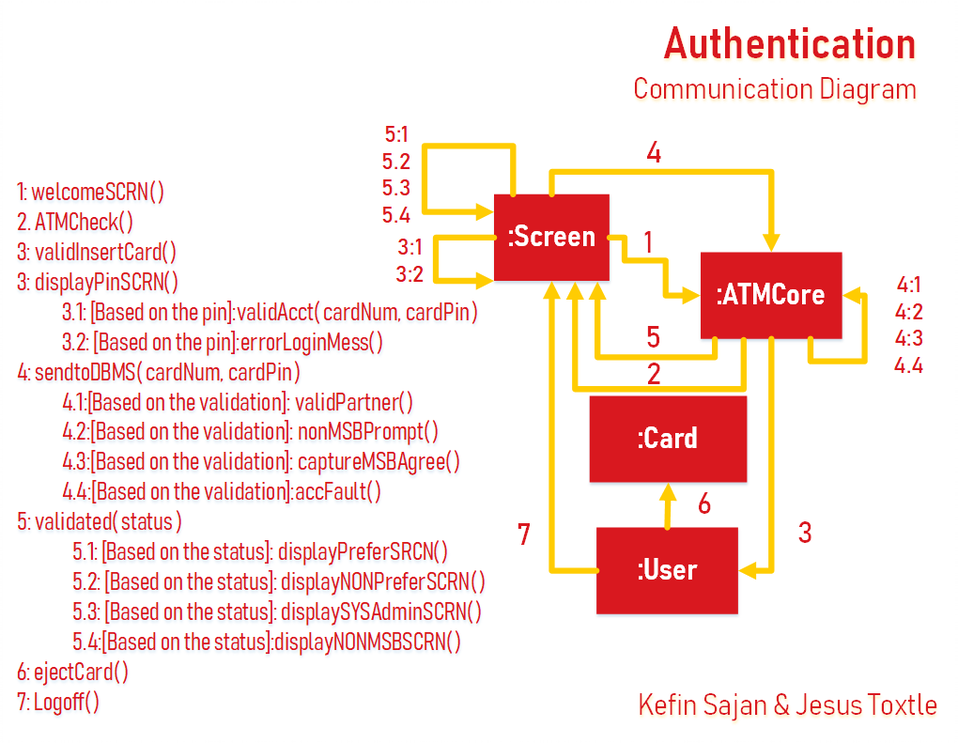 Authentication
Communication Diagram
1: welcomeSCRN()
2. ATMCheck()
3: validInsertCard()
3: displayPinSCRN()
3.1: [Based on the pin]:validAcct( cardNum, cardPin)
3.2: [Based on the pin]:errorLoginMess()
4: sendtoDBMS( cardNum, cardPin)
4.1:[Based on the validation]: validPartner()
4.2:[Based on the validation]: nonMSBPrompt()
4.3:[Based on the validation]: captureMSBAgree()
4.4:[Based on the validation]:accFault()
5: validated( status )
5.1: [Based on the status]: displayPreferSRCN()
5.2: [Based on the status]: displayNONPreferSCRN()
5.3: [Based on the status]: displaySYSAdminSCRN()
5.4:[Based on the status]:displayNONMSBSCRN()
6: ejectCard()
7: Logoff()
5:1
5.2
5.3
5.4
3:1
3:2
:Screen
4
1
:ATMCore
4:1
4:2
4:3
4.4
5
2
:Card
6
7
3
:User
Kefin Sajan & Jesus Toxtle